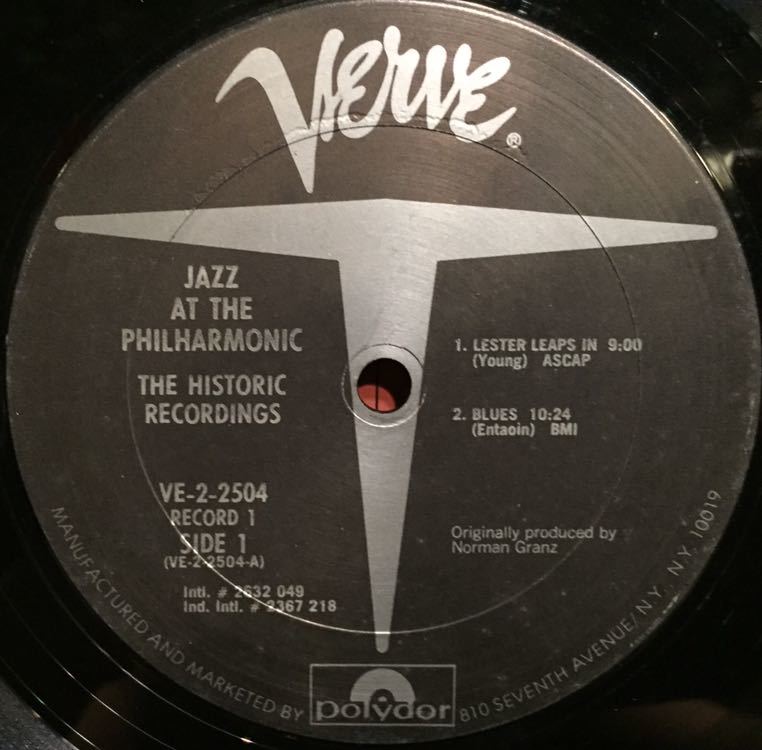 Verve®
JAZZ
AT THE
PHILHARMONIC
THE HISTORIC
RECORDINGS
VE-2-2504
RECORD 1
SIDE 1
(VE-2-2504-A)
Intl. # 2632 049
Ind. Intl. # 2367 218
1. LESTER LEAPS IN 9:00
(Young) ASCAP
2. BLUES 10:24
(Entaoin) BMI
Originally produced by
Norman Granz
MANUFACTURED AND MARKETED BY
polydor
810 SEVENTH AVENUE/ N.Y. N.Y. 10019